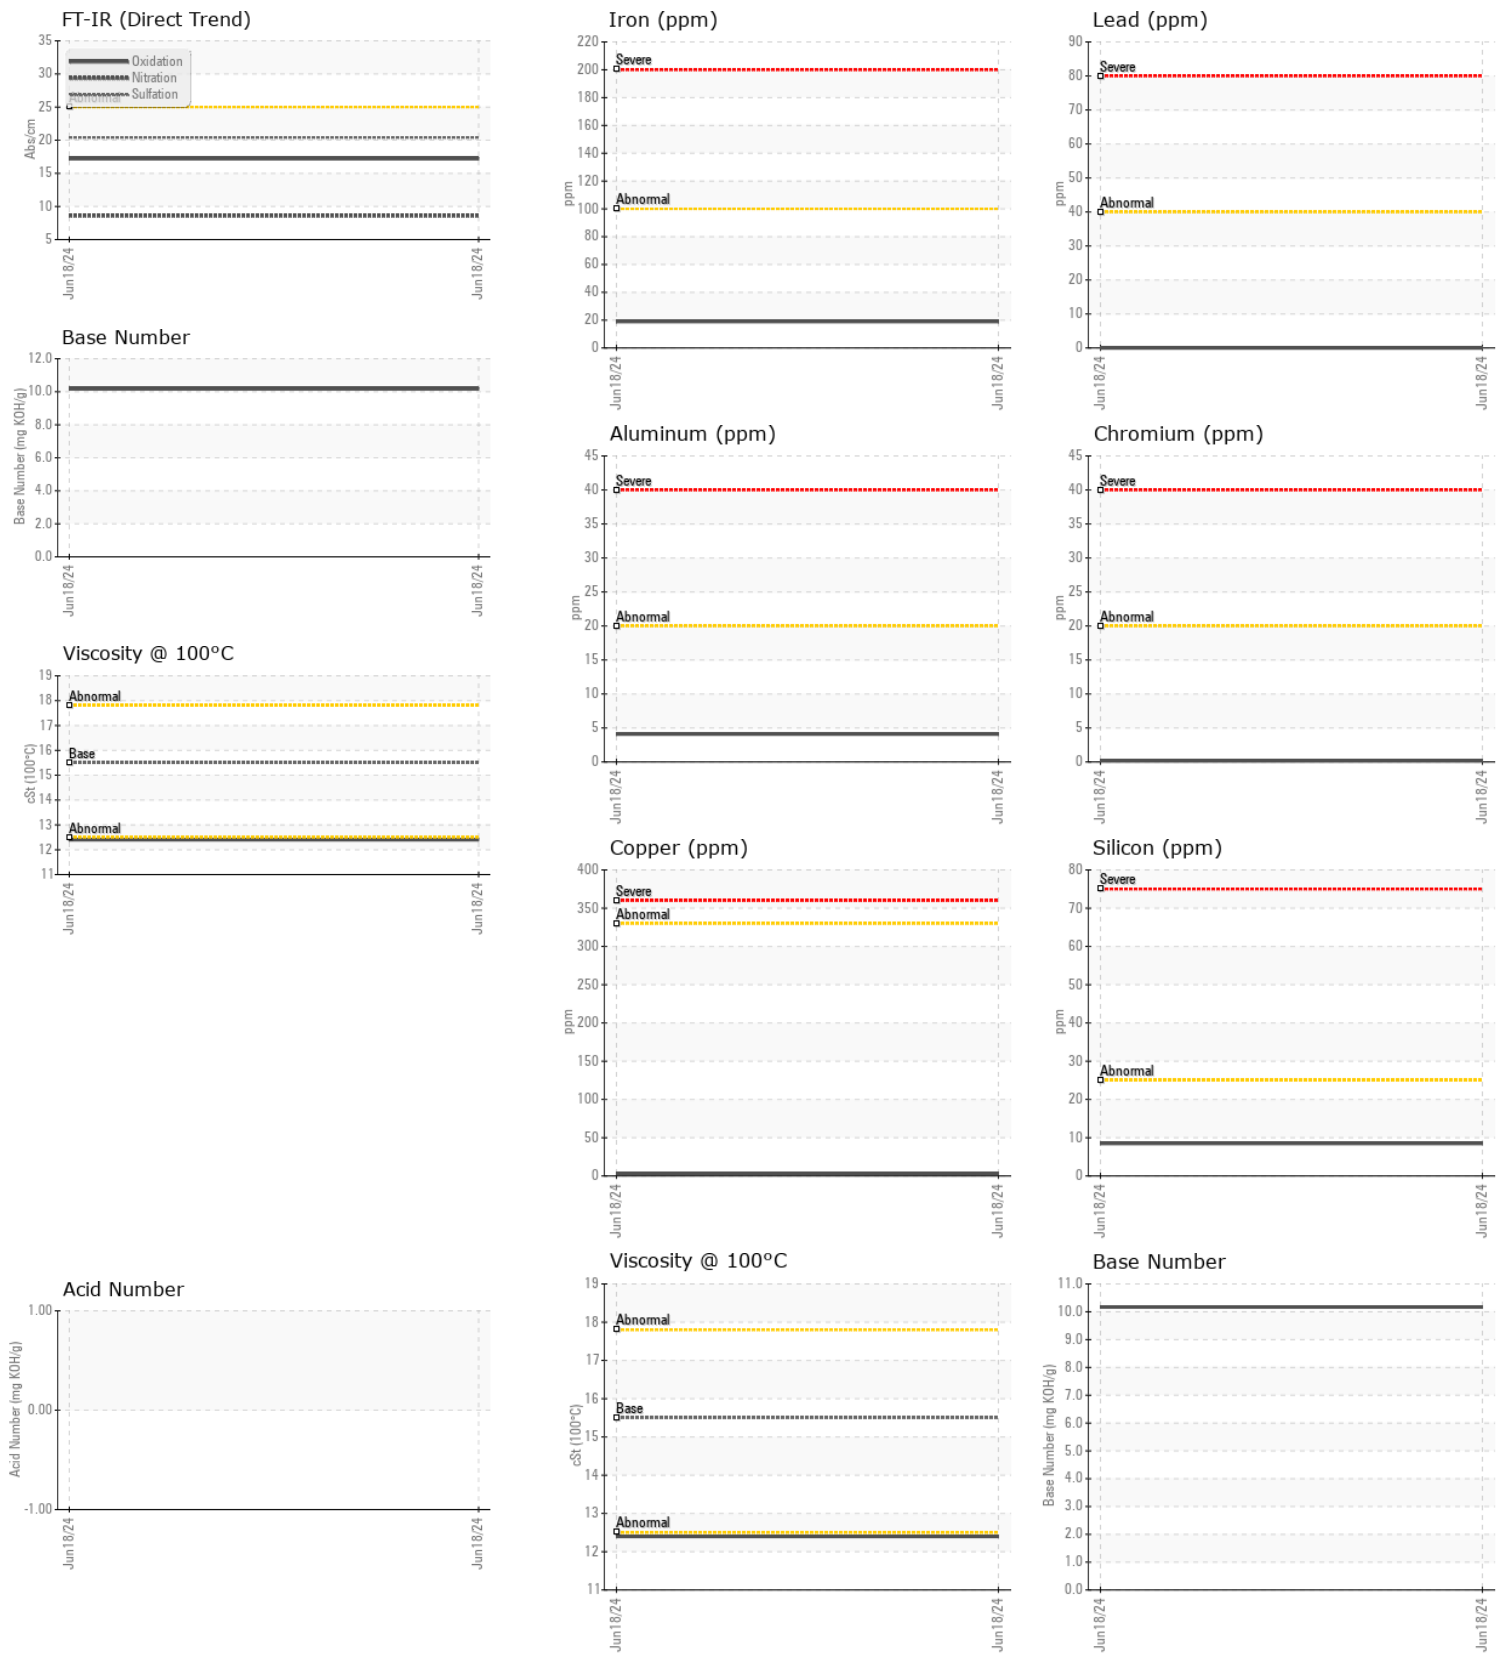 FT-IR (Direct Trend)
35
30
25
20
15
10
5
Abs/cm
Oxidation
Nitration
Sulfation
Abnormal
Jun18/24
Jun18/24
Iron (ppm)
220
200
180
160
140
120
100
80
60
40
20
0
ppm
Severe
Abnormal
Jun18/24
Jun18/24
Lead (ppm)
90
80
70
60
50
40
30
20
10
0
ppm
Severe
Abnormal
Jun18/24
Jun18/24
Base Number
12.0
10.0
8.0
6.0
4.0
2.0
0.0
Base Number (mg KOH/g)
Jun18/24
Jun18/24
Aluminum (ppm)
45
40
35
30
25
20
15
10
5
0
ppm
Severe
Abnormal
Jun18/24
Jun18/24
Chromium (ppm)
45
40
35
30
25
20
15
10
5
0
ppm
Severe
Abnormal
Jun18/24
Jun18/24
Viscosity @ 100°C
19
18
17
16
15
14
13
12
11
cSt (100°C)
Abnormal
Base
Abnormal
Jun18/24
Jun18/24
Copper (ppm)
400
350
300
250
200
150
100
50
0
ppm
Severe
Abnormal
Jun18/24
Jun18/24
Silicon (ppm)
80
70
60
50
40
30
20
10
0
ppm
Severe
Abnormal
Jun18/24
Jun18/24
Acid Number
1.00
0.00
-1.00
Acid Number (mg KOH/g)
Jun18/24
Jun18/24
Viscosity @ 100°C
19
18
17
16
15
14
13
12
11
cSt (100°C)
Abnormal
Base
Abnormal
Jun18/24
Jun18/24
Base Number
11.0
10.0
9.0
8.0
7.0
6.0
5.0
4.0
3.0
2.0
1.0
0.0
Base Number (mg KOH/g)
Jun18/24
Jun18/24